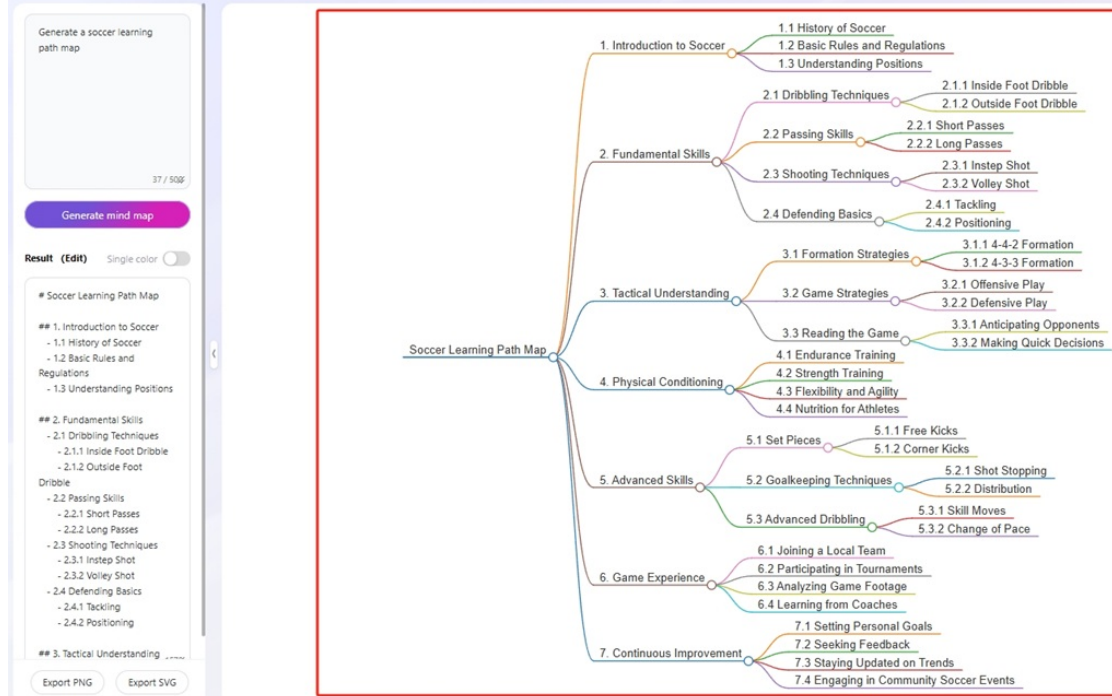 Generate a soccer learning
path map
37 / 500
Generate mind map
Result (Edit)
Single color
# Soccer Learning Path Map
## 1. Introduction to Soccer
- 1.1 History of Soccer
- 1.2 Basic Rules and
Regulations
- 1.3 Understanding Positions
## 2. Fundamental Skills
- 2.1 Dribbling Techniques
- 2.1.1 Inside Foot Dribble
- 2.1.2 Outside Foot
Dribble
- 2.2 Passing Skills
- 2.2.1 Short Passes
- 2.2.2 Long Passes
- 2.3 Shooting Techniques
- 2.3.1 Instep Shot
- 2.3.2 Volley Shot
- 2.4 Defending Basics
- 2.4.1 Tackling
- 2.4.2 Positioning
## 3. Tactical Understanding
Export PNG
Export SVG
Soccer Learning Path Map
1. Introduction to Soccer
1.1 History of Soccer
1.2 Basic Rules and Regulations
1.3 Understanding Positions
2. Fundamental Skills
2.1 Dribbling Techniques
2.1.1 Inside Foot Dribble
2.1.2 Outside Foot Dribble
2.2 Passing Skills
2.2.1 Short Passes
2.2.2 Long Passes
2.3 Shooting Techniques
2.3.1 Instep Shot
2.3.2 Volley Shot
2.4 Defending Basics
2.4.1 Tackling
2.4.2 Positioning
3. Tactical Understanding
3.1 Formation Strategies
3.1.1 4-4-2 Formation
3.1.2 4-3-3 Formation
3.2 Game Strategies
3.2.1 Offensive Play
3.2.2 Defensive Play
3.3 Reading the Game
3.3.1 Anticipating Opponents
3.3.2 Making Quick Decisions
4. Physical Conditioning
4.1 Endurance Training
4.2 Strength Training
4.3 Flexibility and Agility
4.4 Nutrition for Athletes
5. Advanced Skills
5.1 Set Pieces
5.1.1 Free Kicks
5.1.2 Corner Kicks
5.2 Goalkeeping Techniques
5.2.1 Shot Stopping
5.2.2 Distribution
5.3 Advanced Dribbling
5.3.1 Skill Moves
5.3.2 Change of Pace
6. Game Experience
6.1 Joining a Local Team
6.2 Participating in Tournaments
6.3 Analyzing Game Footage
6.4 Learning from Coaches
7. Continuous Improvement
7.1 Setting Personal Goals
7.2 Seeking Feedback
7.3 Staying Updated on Trends
7.4 Engaging in Community Soccer Events